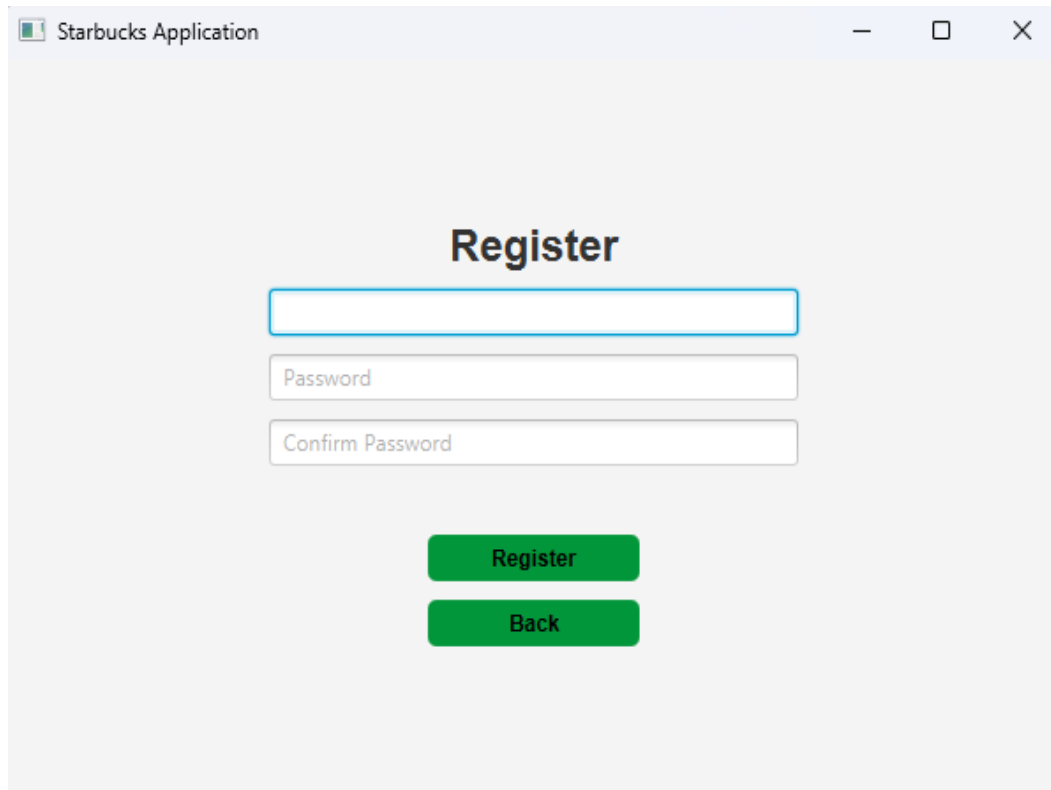 Starbucks Application
Register
Password
Confirm Password
Register
Back